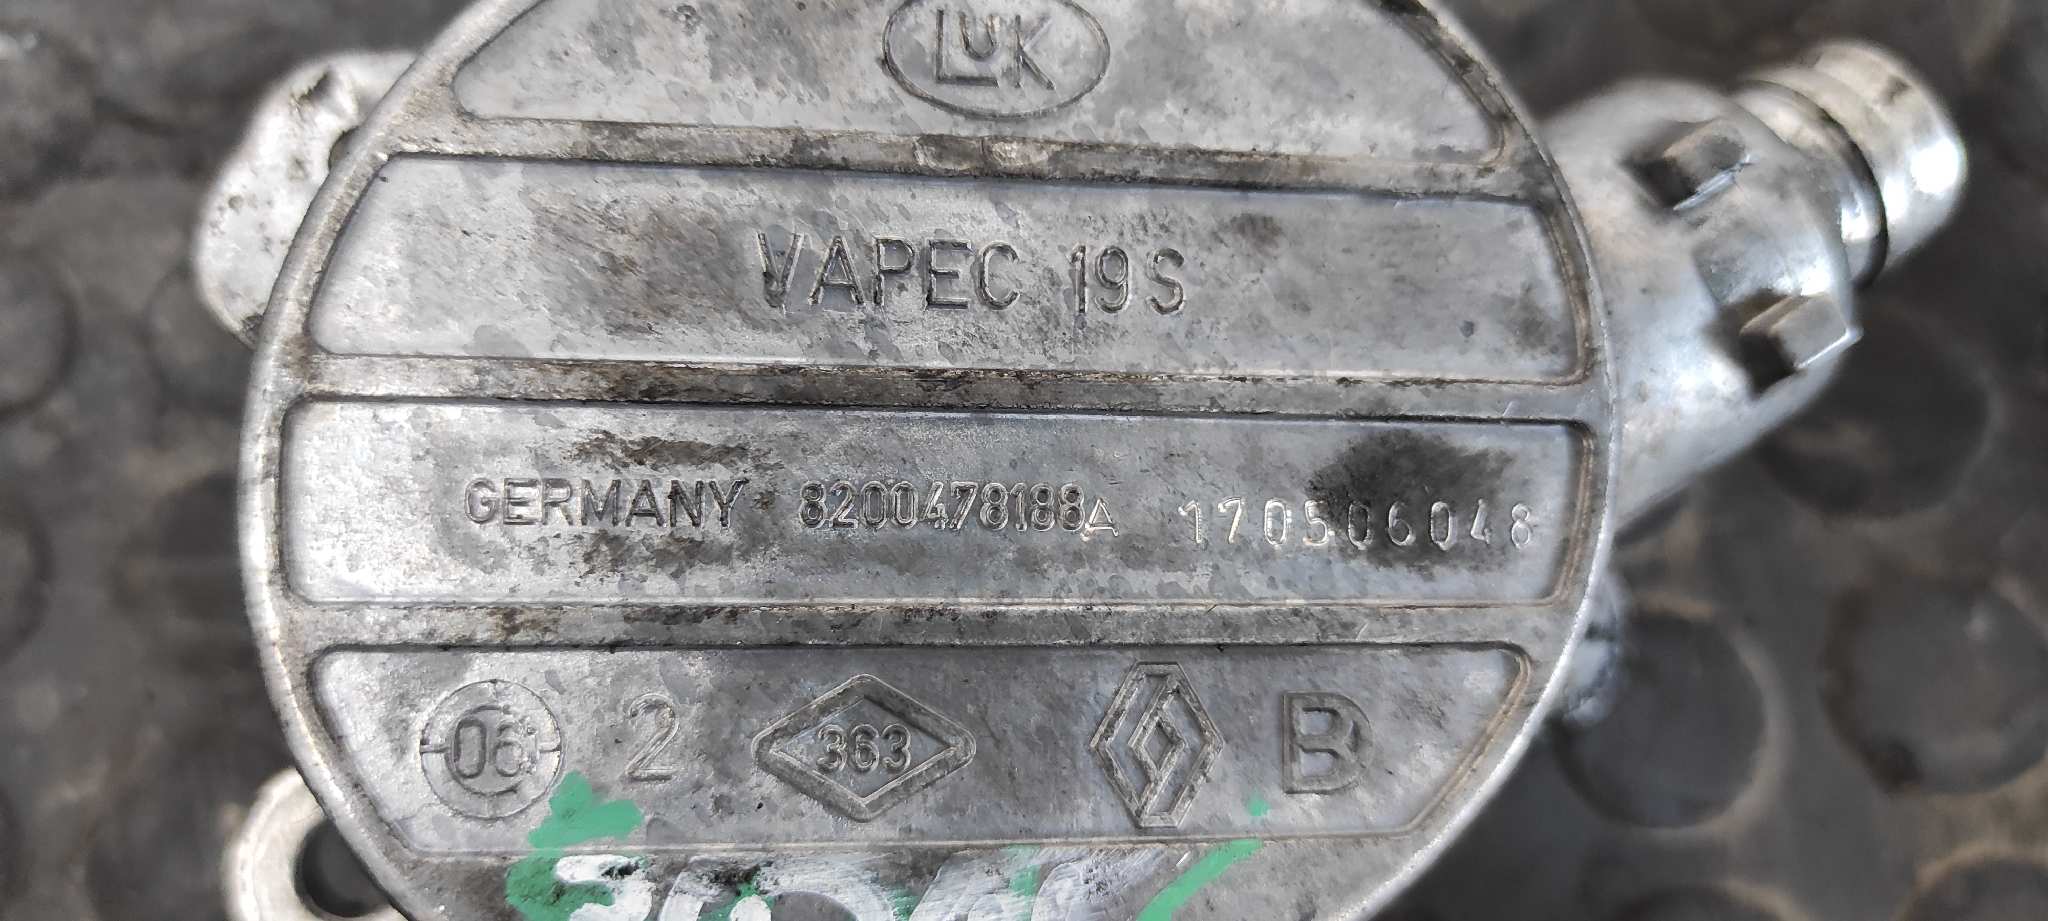 LUK
VAPEC 19S
GERMANY 8200478188A 170506048
06 2 363 B